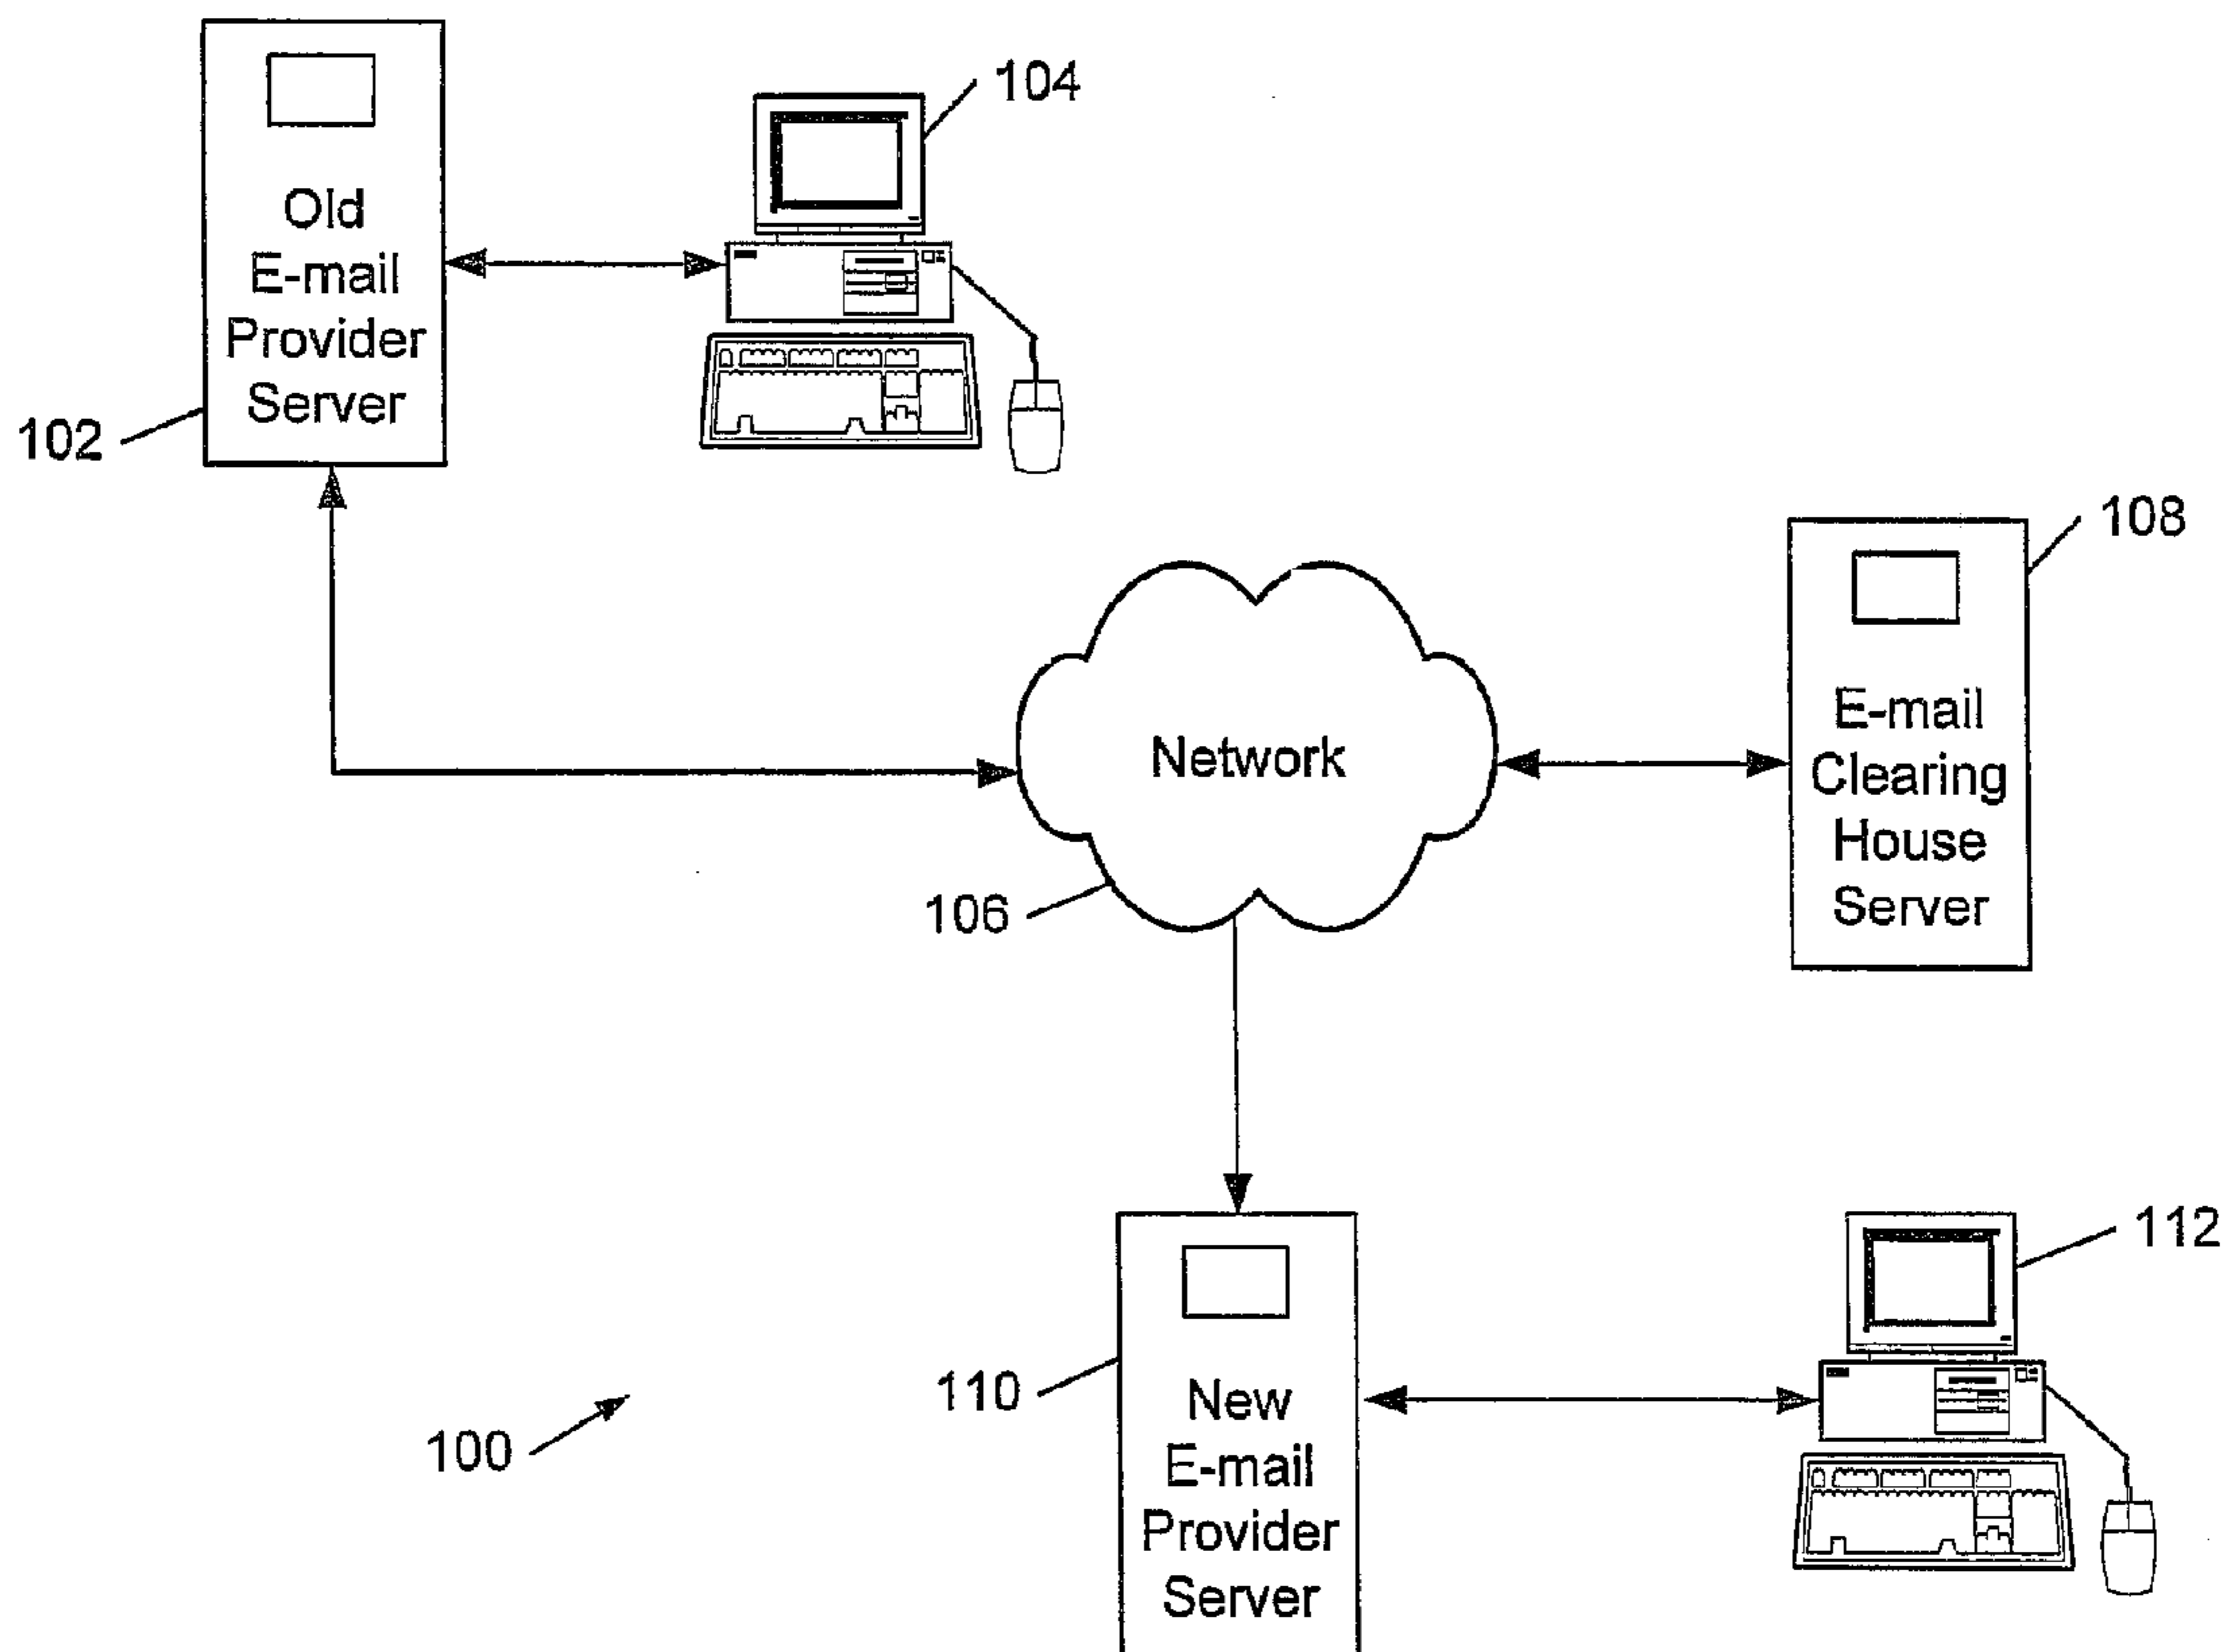 104
Old
E-mail
Provider
Server
102
108
Network
E-mail
Clearing
House
Server
106
112
110
New
E-mail
Provider
Server
100